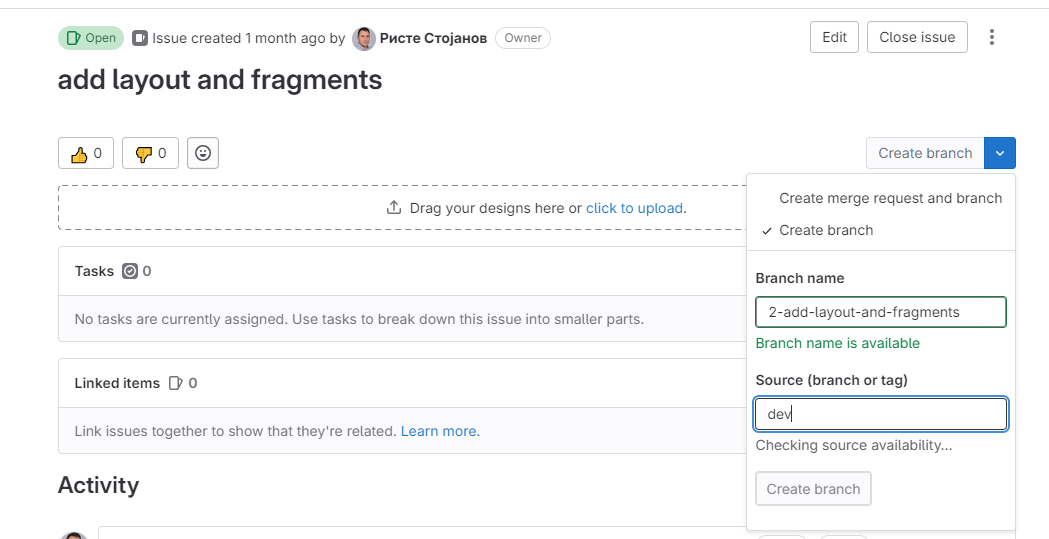 Open Issue created 1 month ago by Ристе Стојанов Owner Edit Close issue
add layout and fragments
0 0 Create branch
Create merge request and branch
Drag your designs here or click to upload.
Create branch
Tasks 0
Branch name
No tasks are currently assigned. Use tasks to break down this issue into smaller parts.
2-add-layout-and-fragments
Branch name is available
Linked items 0
Source (branch or tag)
dev
Link issues together to show that they're related. Learn more.
Checking source availability...
Activity
Create branch